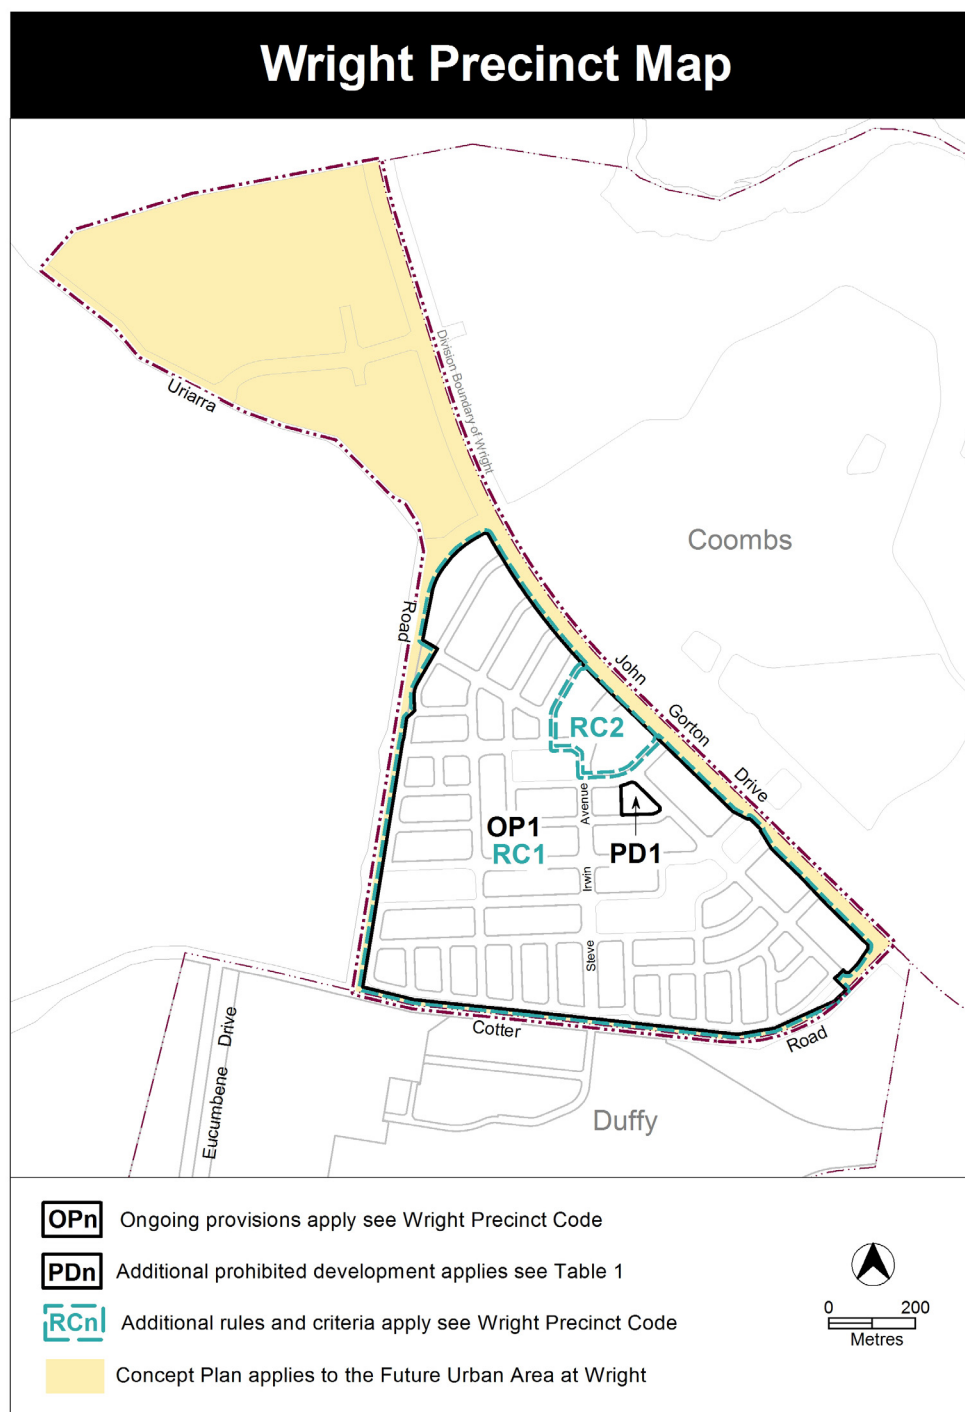 Wright Precinct Map
Division Boundary of Wright
Uriarra
Road
Coombs
John
Gorton
Drive
RC2
Avenue
OP1
RC1
PD1
Irwin
Steve
Cotter
Road
Eucumbene Drive
Duffy
OPn Ongoing provisions apply see Wright Precinct Code
PDn Additional prohibited development applies see Table 1
RCn Additional rules and criteria apply see Wright Precinct Code
Concept Plan applies to the Future Urban Area at Wright
0 200
Metres